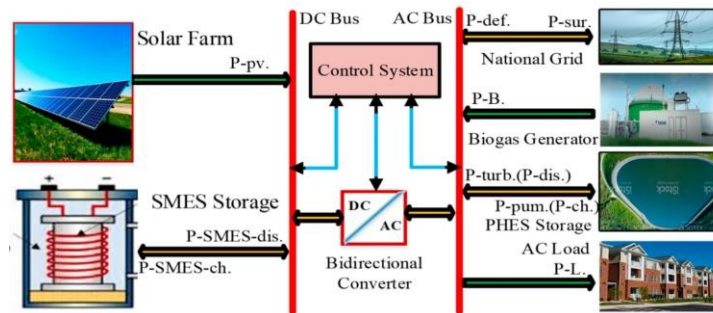 DC Bus
AC Bus
P-def.
P-sur.
Solar Farm
P-pv.
Control System
National Grid
P-B.
Biogas Generator
P-turb.(P-dis.)
P-pum.(P-ch.)
PHES Storage
+
−
SMES Storage
P-SMES-dis.
P-SMES-ch.
DC
AC
Bidirectional
Converter
AC Load
P-L.
iStock